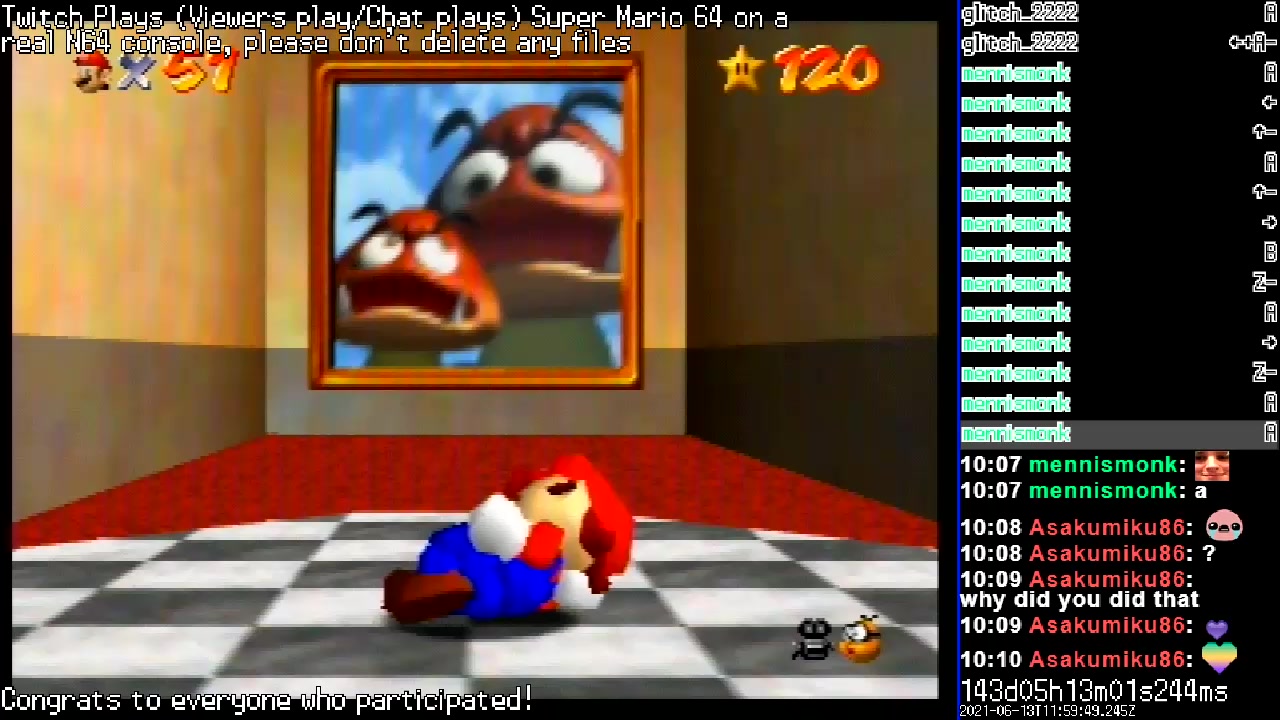 Twitch Plays (Viewers play/Chat plays) Super Mario 64 on a
real N64 console, please don't delete any files
x 57
120
Congrats to everyone who participated!
glitch_2222 A
glitch_2222 ←+A-
mennismonk A
mennismonk ←
mennismonk ↑-
mennismonk A
mennismonk ↑-
mennismonk →
mennismonk B
mennismonk Z-
mennismonk A
mennismonk →
mennismonk Z-
mennismonk A
mennismonk A
10:07 mennismonk:
10:07 mennismonk: a
10:08 Asakumiku86:
10:08 Asakumiku86: ?
10:09 Asakumiku86:
why did you did that
10:09 Asakumiku86:
10:10 Asakumiku86:
143d05h13m01s244ms
2021-06-13T11:59:49.245Z